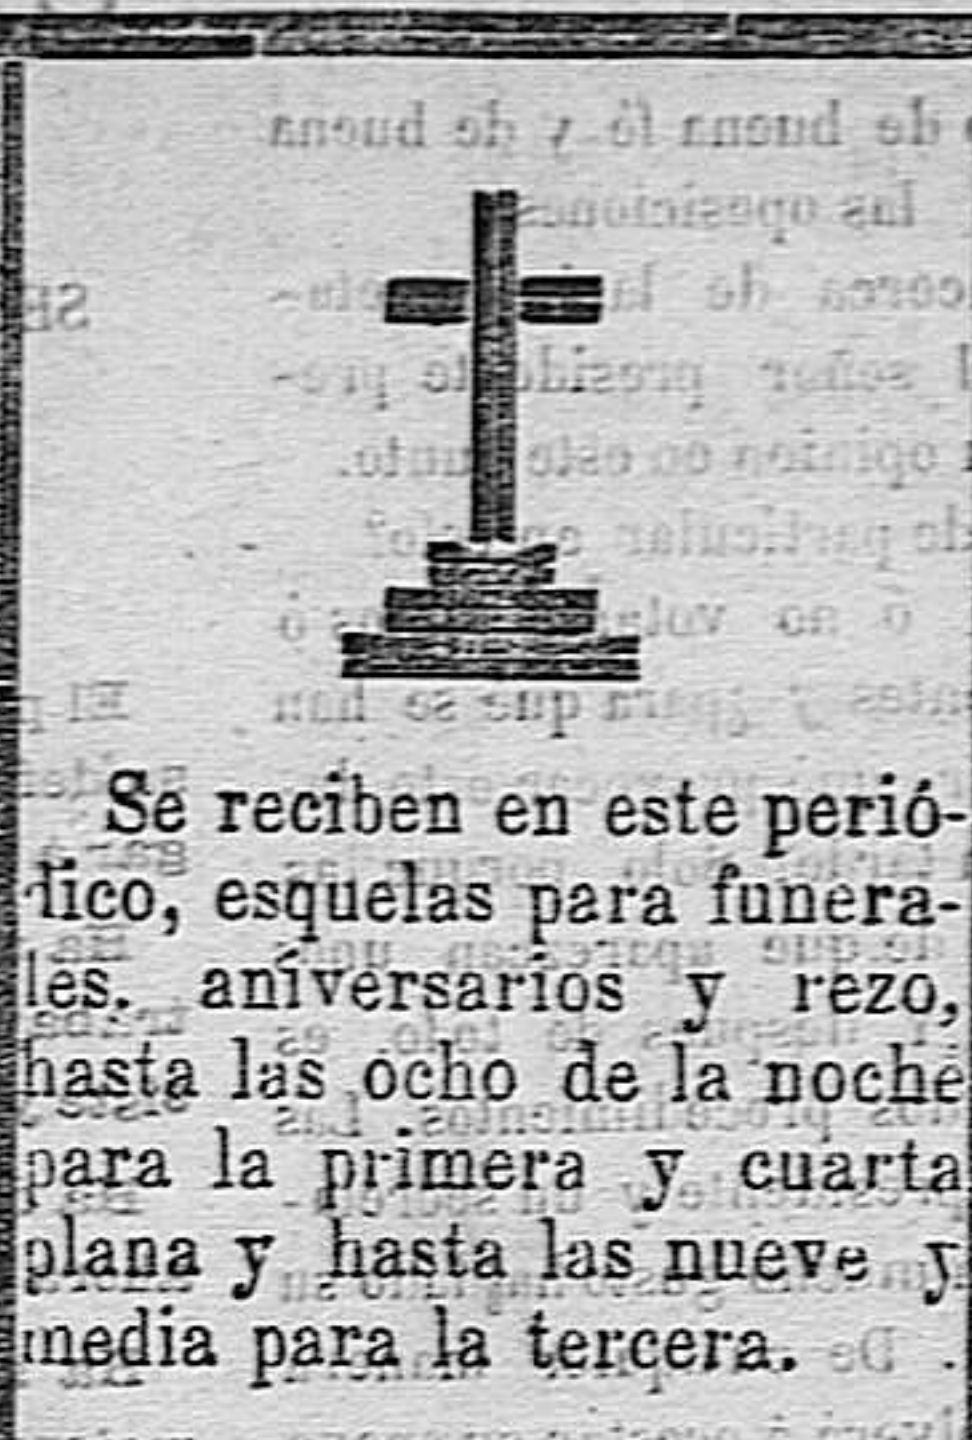 Se reciben en este perió-
dico, esquelas para funera-
les. aniversarios y rezo,
hasta las ocho de la noche
para la primera y cuarta
plana y hasta las nueve y
media para la tercera.